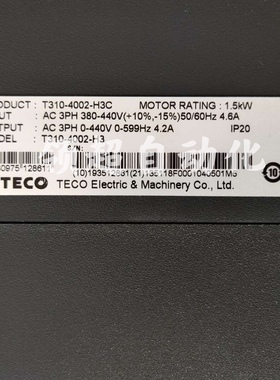 ODUCT : T310-4002-H3C MOTOR RATING : 1.5kW
UT : AC 3PH 380-440V(+10%,-15%)50/60Hz 4.6A
TPUT : AC 3PH 0-440V 0-599Hz 4.2A IP20
DEL : T310-4002-H3
S/N:
TECO TECO Electric & Machinery Co., Ltd.
10